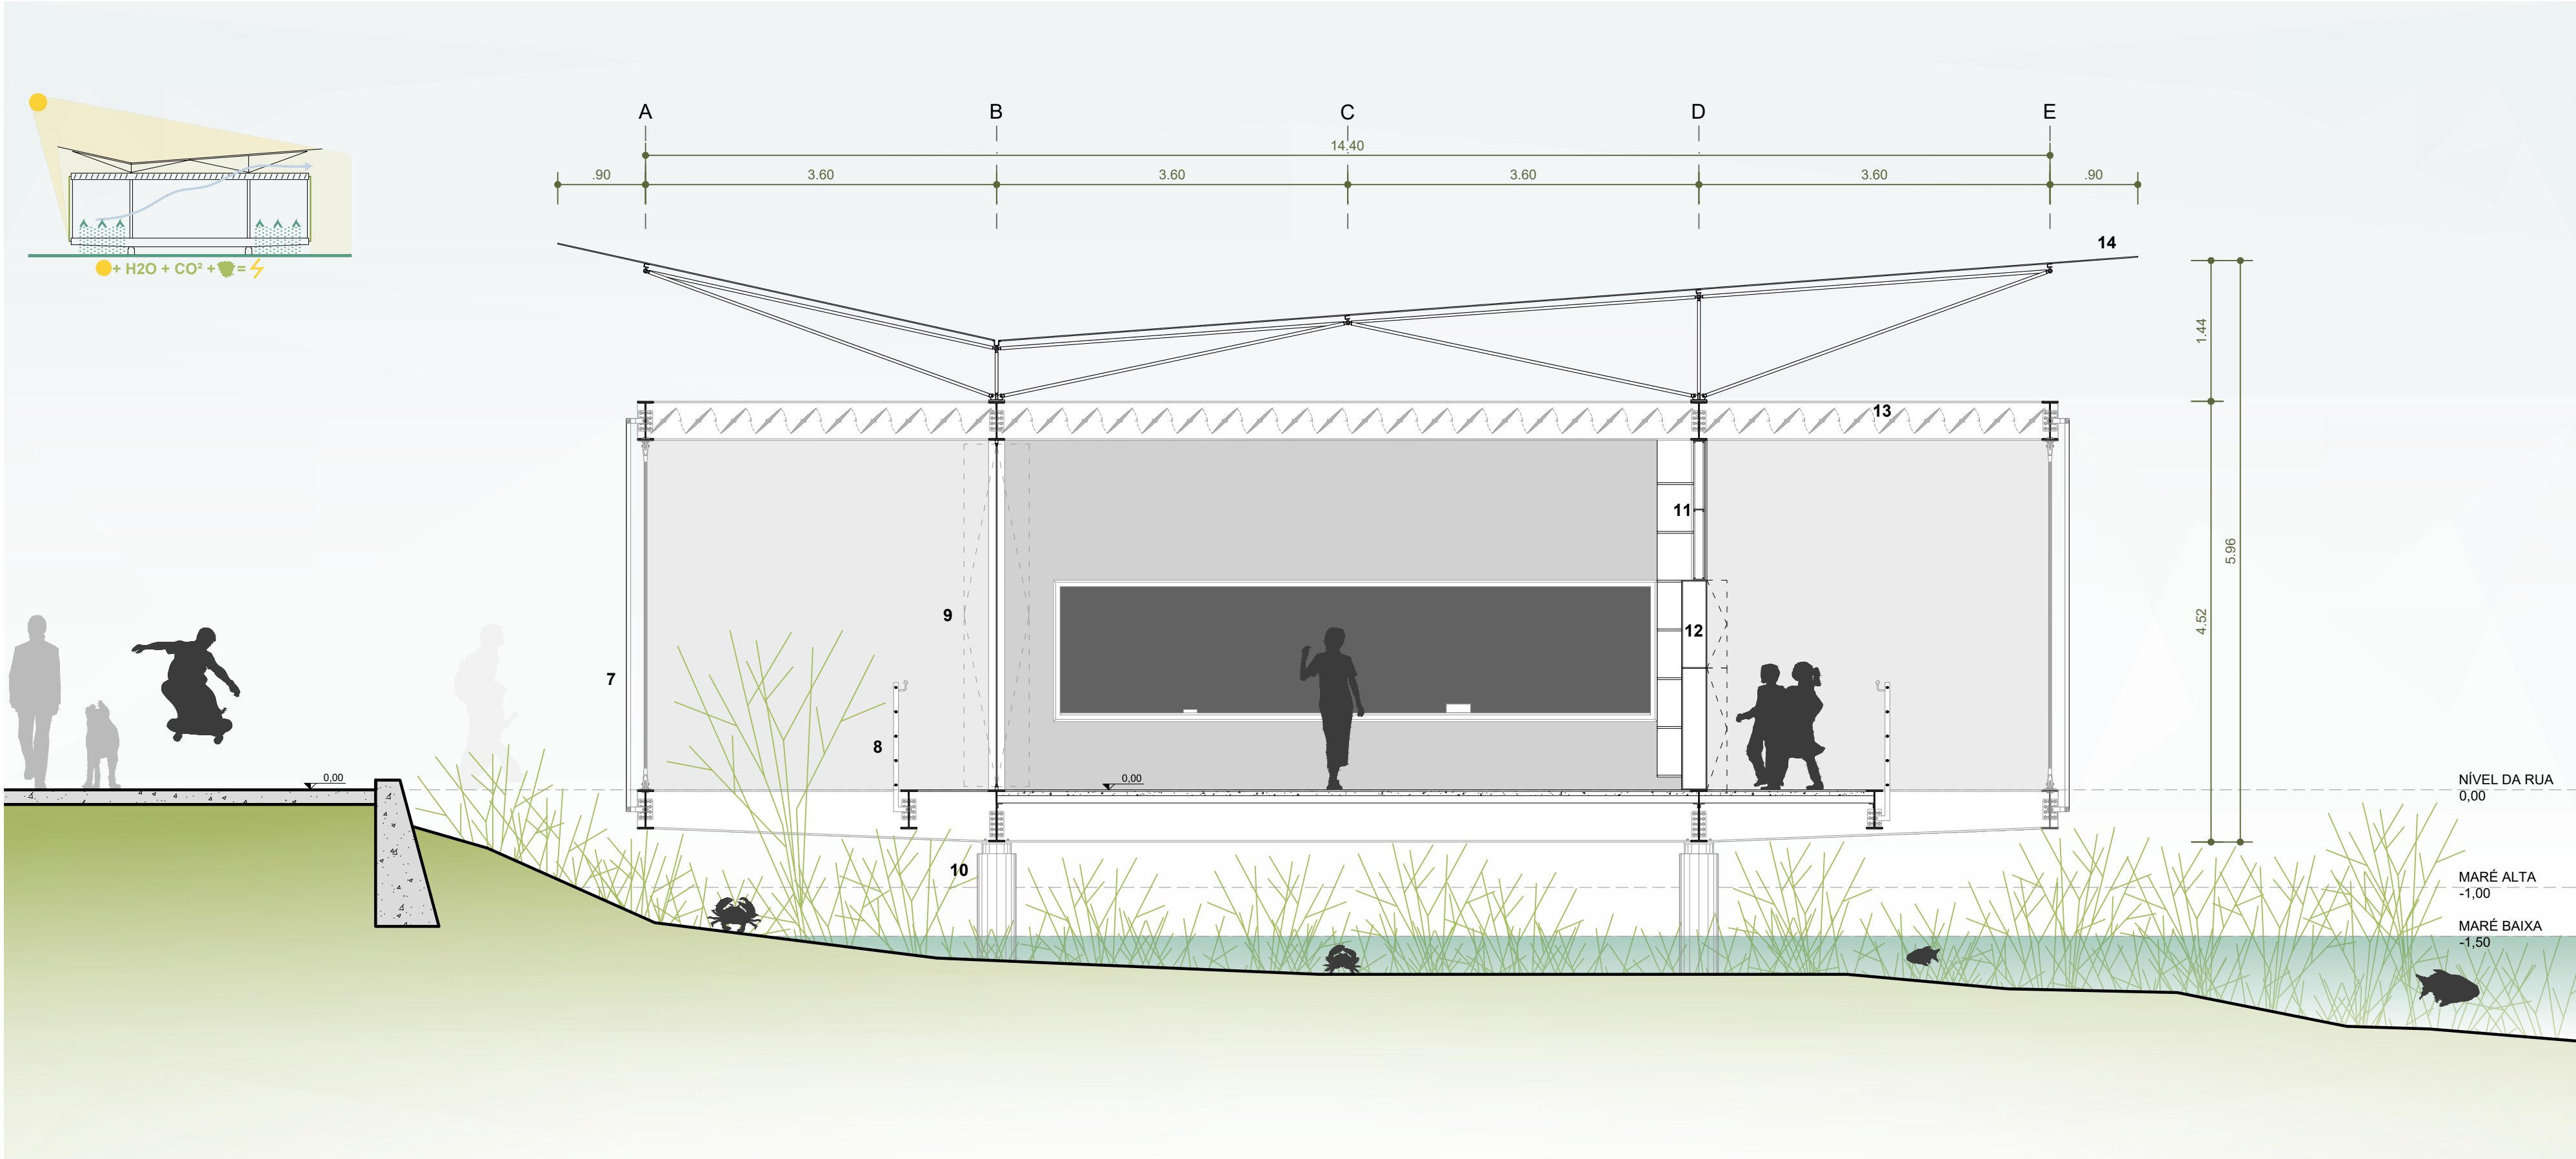 A B C D E
14.40
.90 3.60 3.60 3.60 3.60 .90
+ H2O + CO² + =
14
1.44
13
11
5.96
9
12
4.52
7
8
0,00
0,00
NÍVEL DA RUA
0,00
10
MARÉ ALTA
-1,00
MARÉ BAIXA
-1,50